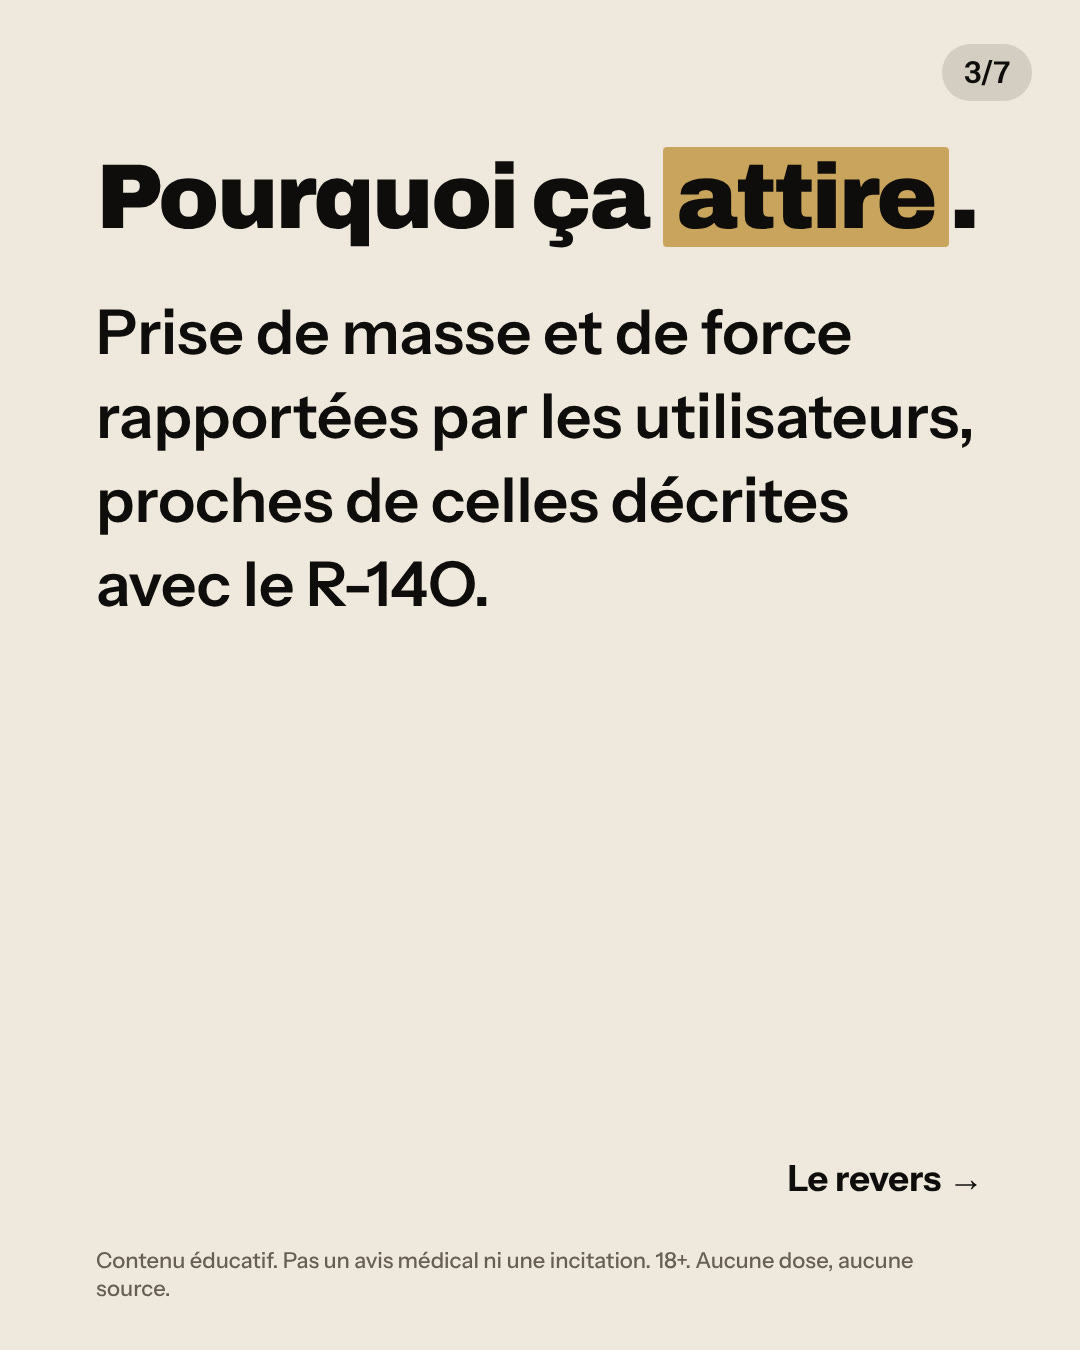 3/7
Pourquoi ça attire.
Prise de masse et de force
rapportées par les utilisateurs,
proches de celles décrites
avec le R-140.
Le revers →
Contenu éducatif. Pas un avis médical ni une incitation. 18+. Aucune dose, aucune
source.